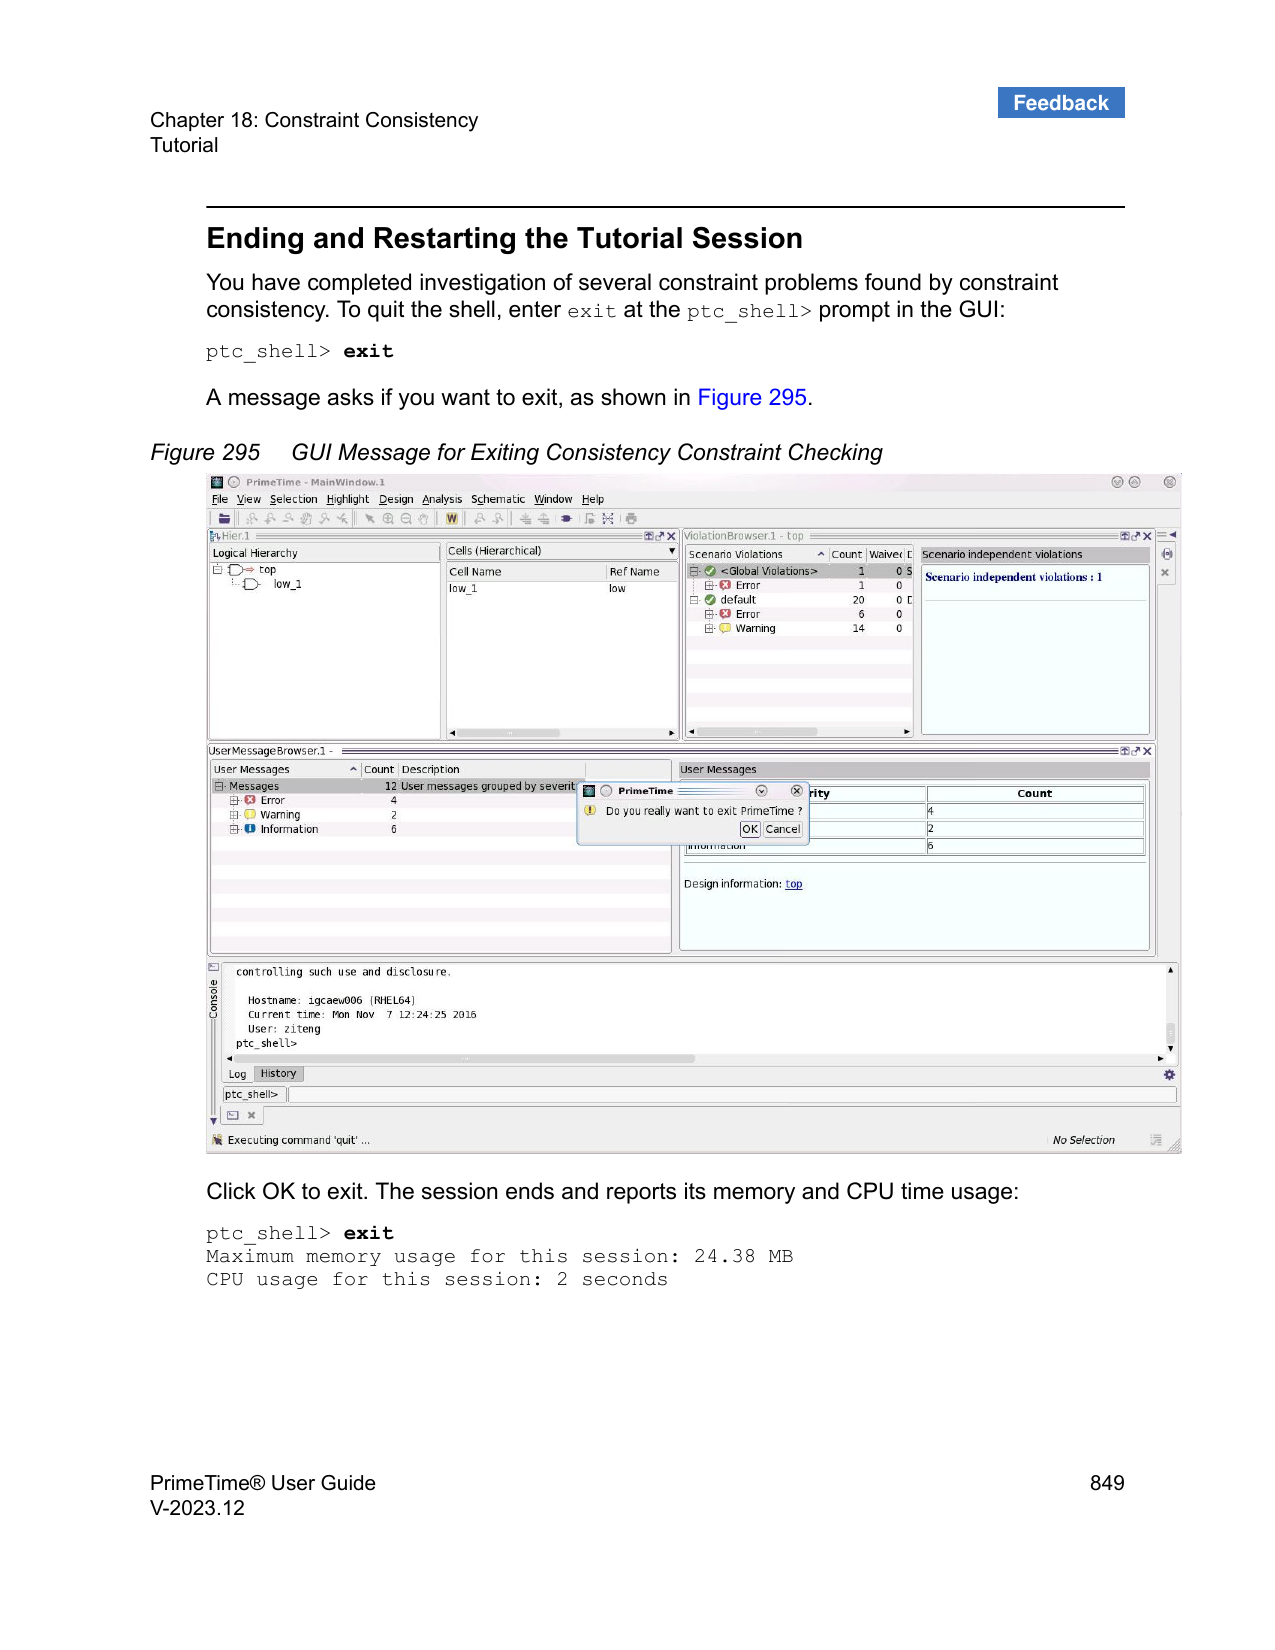 Feedback
Chapter 18: Constraint Consistency
Tutorial
Ending and Restarting the Tutorial Session
You have completed investigation of several constraint problems found by constraint
consistency. To quit the shell, enter exit at the ptc_shell> prompt in the GUI:
ptc_shell> exit
A message asks if you want to exit, as shown in Figure 295.
Figure 295 GUI Message for Exiting Consistency Constraint Checking
PrimeTime - MainWindow.1
File View Selection Highlight Design Analysis Schematic Window Help
W
Hier.1
Logical Hierarchy
top
low_1
Cells (Hierarchical)
Cell Name Ref Name
low_1 low
ViolationBrowser.1 - top
Scenario Violations Count Waivec D
<Global Violations> 1 0 S
Error 1 0
default 20 0 D
Error 6 0
Warning 14 0
Scenario independent violations
Scenario independent violations : 1
UserMessageBrowser.1 -
User Messages Count Description
Messages 12 User messages grouped by severit
Error 4
Warning 2
Information 6
User Messages
rity Count
4
2
Information 6
Design information: top
PrimeTime
Do you really want to exit PrimeTime ?
OK Cancel
Console
controlling such use and disclosure.
Hostname: igcaew006 (RHEL64)
Current time: Mon Nov 7 12:24:25 2016
User: ziteng
ptc_shell>
Log History
ptc_shell>
Executing command 'quit' ... No Selection
Click OK to exit. The session ends and reports its memory and CPU time usage:
ptc_shell> exit
Maximum memory usage for this session: 24.38 MB
CPU usage for this session: 2 seconds
PrimeTime® User Guide 849
V-2023.12